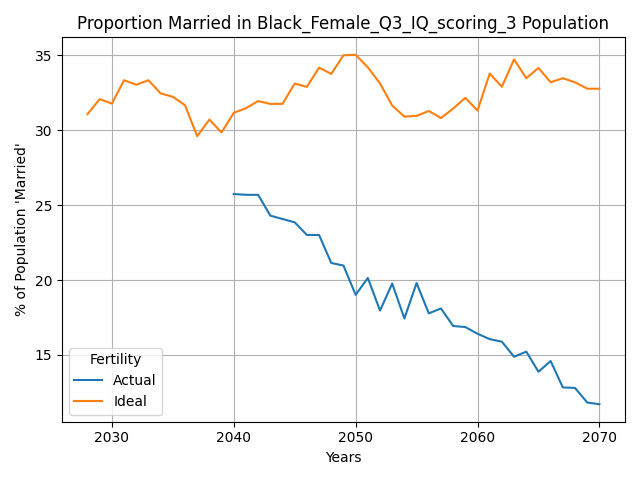 Proportion Married in Black_Female_Q3_IQ_scoring_3 Population
% of Population 'Married'
35
30
25
20
15
Fertility
Actual
Ideal
2030 2040 2050 2060 2070
Years